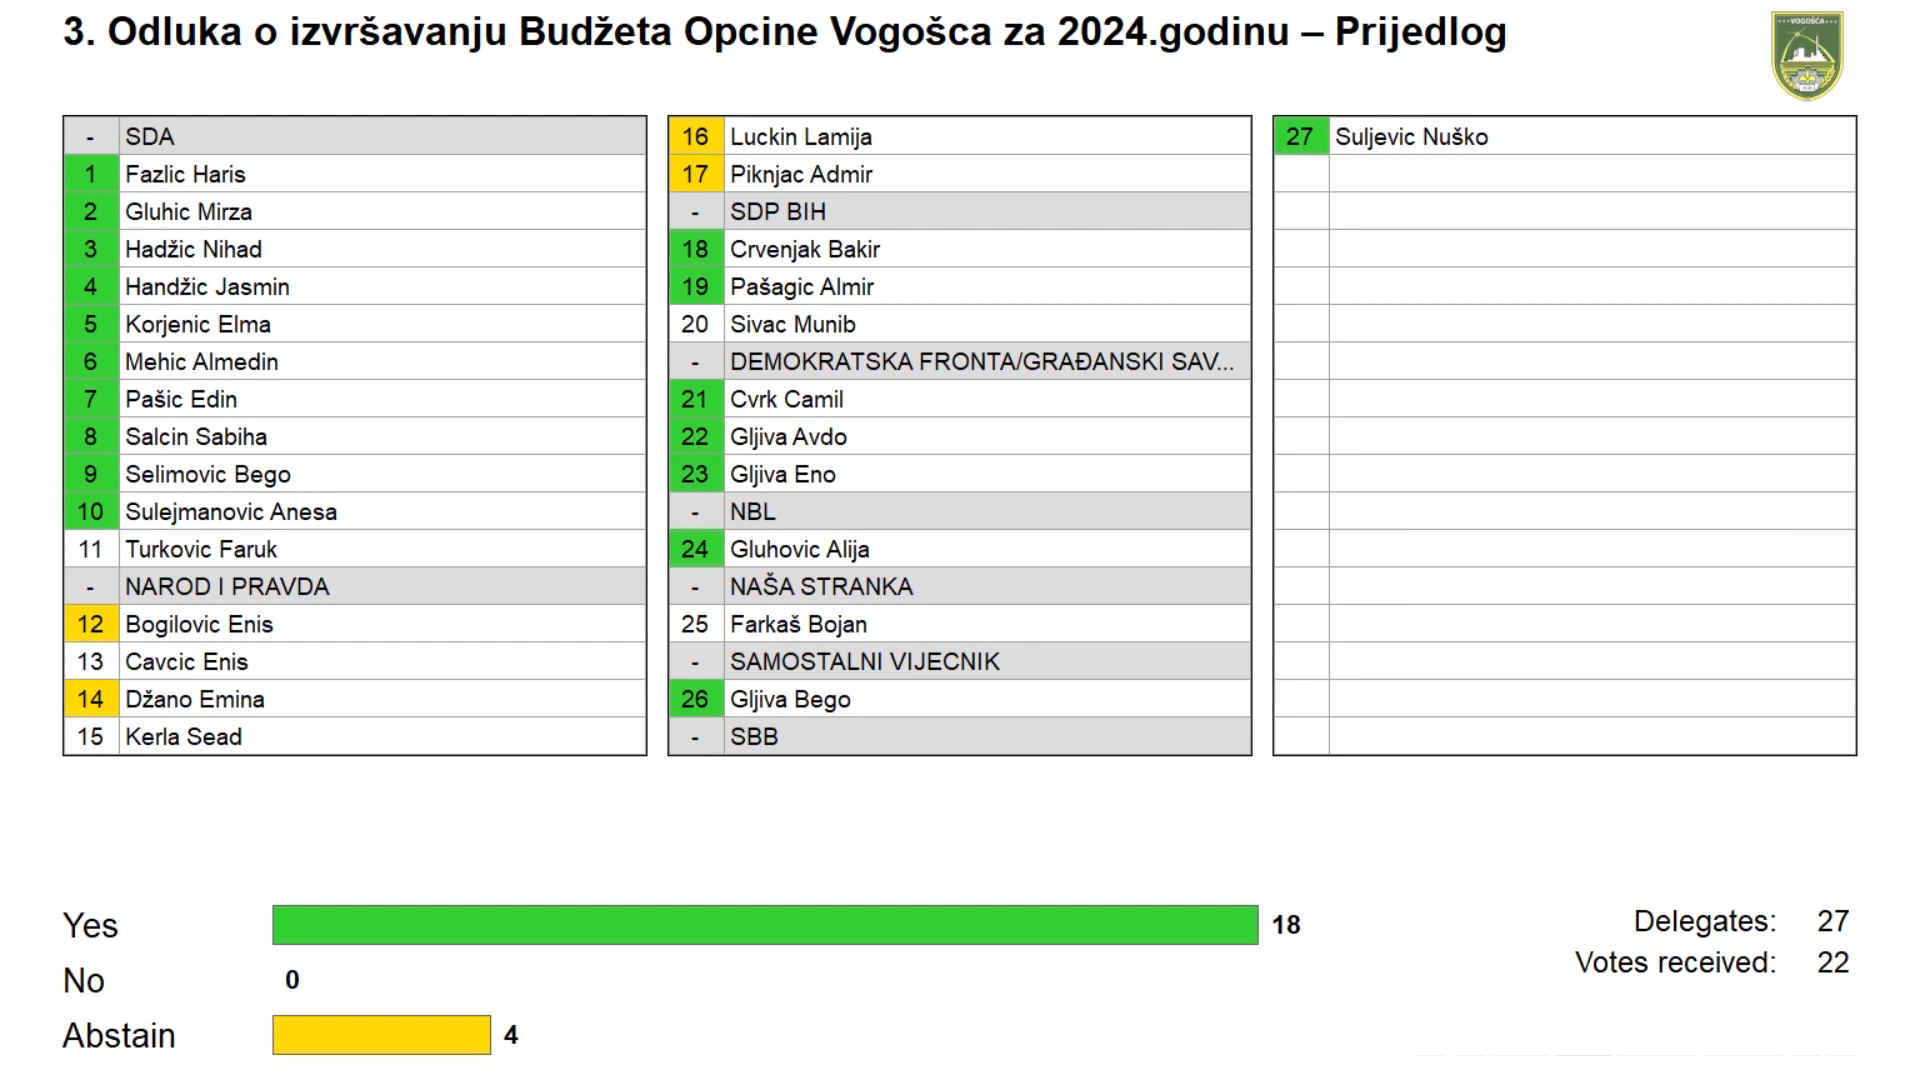 3. Odluka o izvršavanju Budžeta Opcine Vogošca za 2024.godinu – Prijedlog
VOGOŠĆA
- SDA
1 Fazlic Haris
2 Gluhic Mirza
3 Hadžic Nihad
4 Handžic Jasmin
5 Korjenic Elma
6 Mehic Almedin
7 Pašic Edin
8 Salcin Sabiha
9 Selimovic Bego
10 Sulejmanovic Anesa
11 Turkovic Faruk
- NAROD I PRAVDA
12 Bogilovic Enis
13 Cavcic Enis
14 Džano Emina
15 Kerla Sead
16 Luckin Lamija
17 Piknjac Admir
- SDP BIH
18 Crvenjak Bakir
19 Pašagic Almir
20 Sivac Munib
- DEMOKRATSKA FRONTA/GRAĐANSKI SAV...
21 Cvrk Camil
22 Gljiva Avdo
23 Gljiva Eno
- NBL
24 Gluhovic Alija
- NAŠA STRANKA
25 Farkaš Bojan
- SAMOSTALNI VIJECNIK
26 Gljiva Bego
- SBB
27 Suljevic Nuško
Yes 18
No 0
Abstain 4
Delegates: 27
Votes received: 22